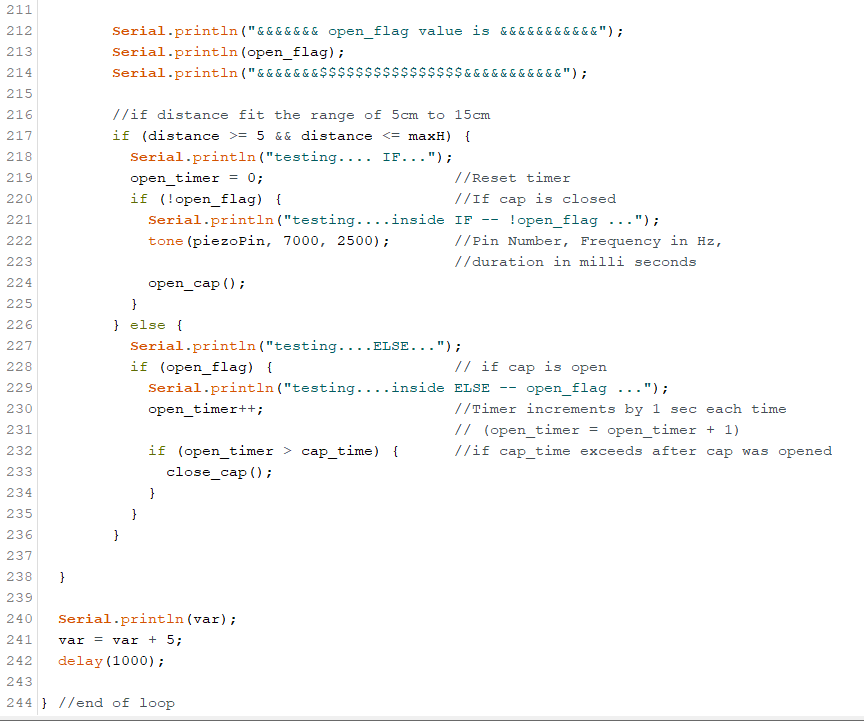 211
212 Serial.println("&&&&&&& open_flag value is &&&&&&&&&&&");
213 Serial.println(open_flag);
214 Serial.println("&&&&&&&$$$$$$$$$$$$$$$$&&&&&&&&&&&");
215
216 //if distance fit the range of 5cm to 15cm
217 if (distance >= 5 && distance <= maxH) {
218 Serial.println("testing.... IF...");
219 open_timer = 0; //Reset timer
220 if (!open_flag) { //If cap is closed
221 Serial.println("testing....inside IF -- !open_flag ...");
222 tone(piezoPin, 7000, 2500); //Pin Number, Frequency in Hz,
223 //duration in milli seconds
224 open_cap();
225 }
226 } else {
227 Serial.println("testing....ELSE...");
228 if (open_flag) { // if cap is open
229 Serial.println("testing....inside ELSE -- open_flag ...");
230 open_timer++; //Timer increments by 1 sec each time
231 // (open_timer = open_timer + 1)
232 if (open_timer > cap_time) { //if cap_time exceeds after cap was opened
233 close_cap();
234 }
235 }
236 }
237
238 }
239
240 Serial.println(var);
241 var = var + 5;
242 delay(1000);
243
244 } //end of loop